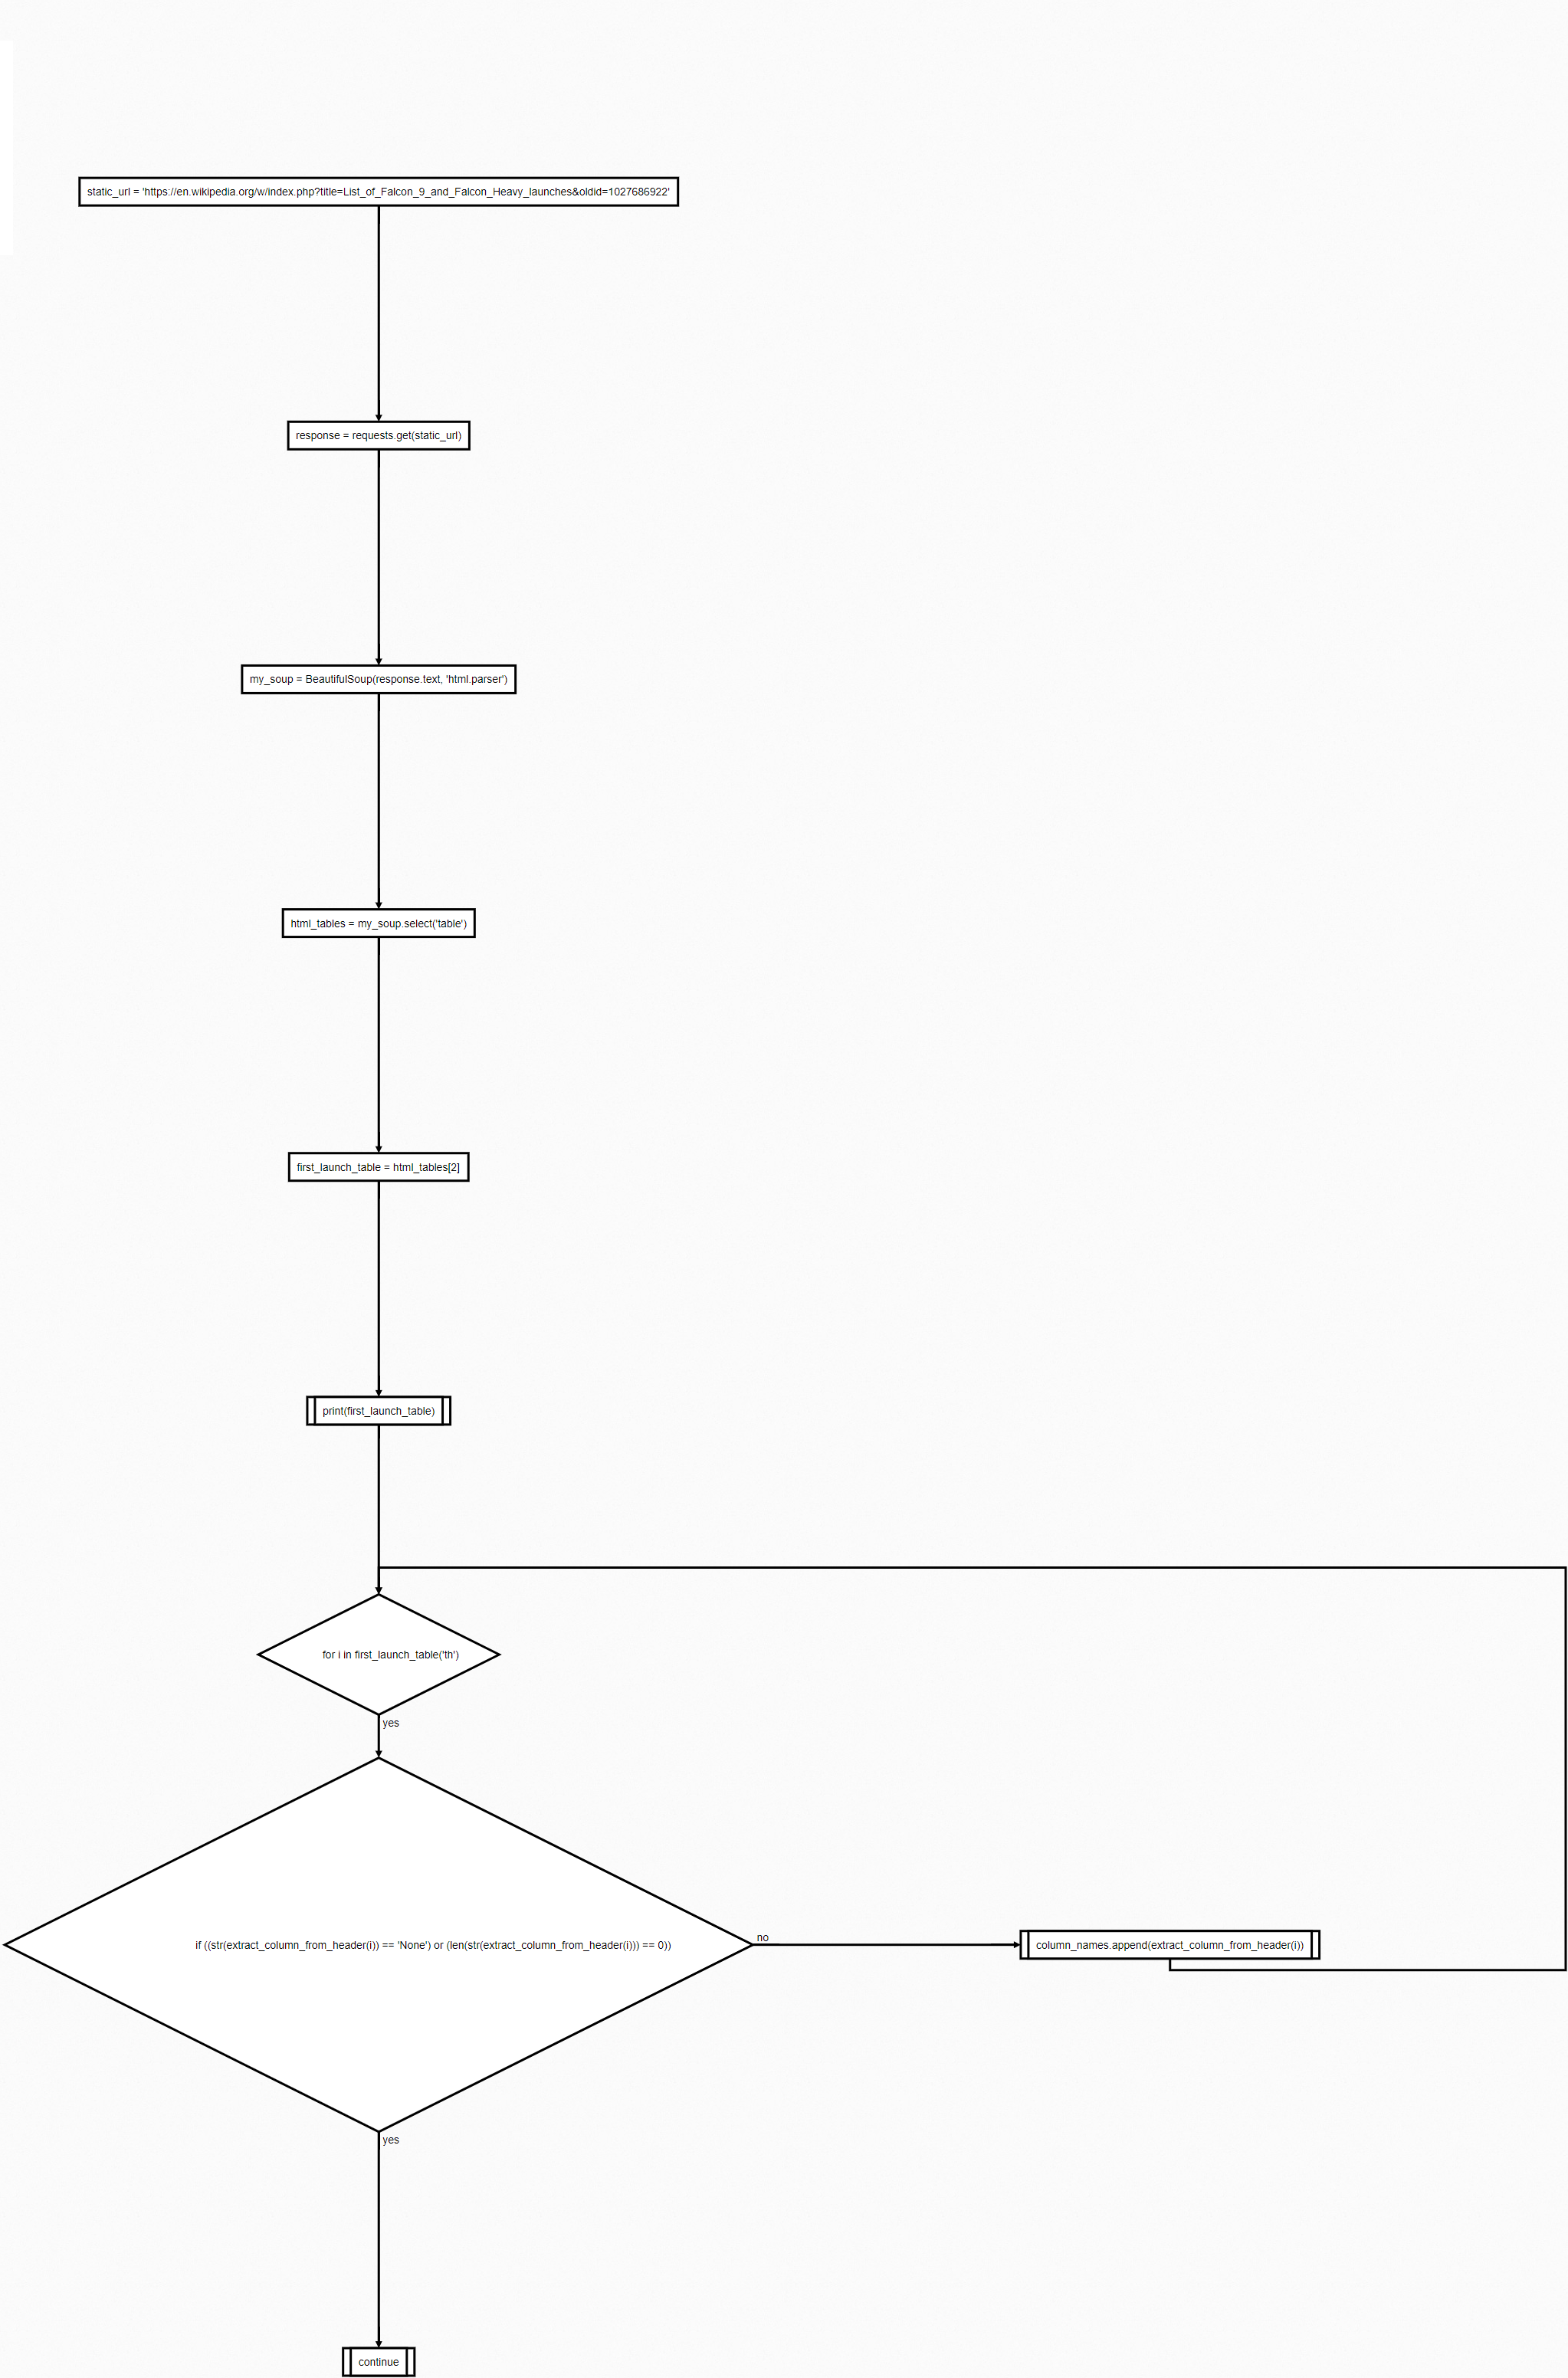 static_url = 'https://en.wikipedia.org/w/index.php?title=List_of_Falcon_9_and_Falcon_Heavy_launches&oldid=1027686922'
response = requests.get(static_url)
my_soup = BeautifulSoup(response.text, 'html.parser')
html_tables = my_soup.select('table')
first_launch_table = html_tables[2]
print(first_launch_table)
for i in first_launch_table('th')
yes
if ((str(extract_column_from_header(i)) == 'None') or (len(str(extract_column_from_header(i))) == 0))
no
column_names.append(extract_column_from_header(i))
yes
continue